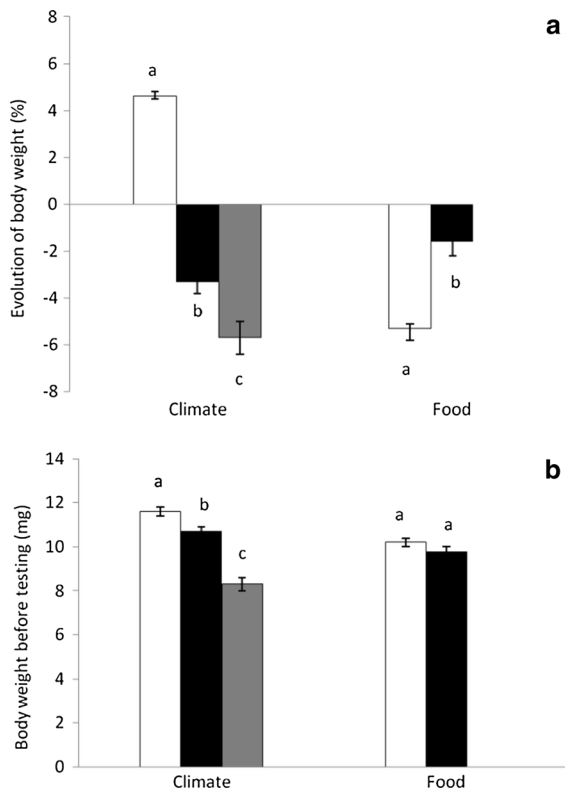 a
8
6
4
2
0
-2
-4
-6
-8
Evolution of body weight (%)
a
b
c
a
b
Climate
Food
b
14
12
10
8
6
4
2
0
Body weight before testing (mg)
a
b
c
a
a
Climate
Food